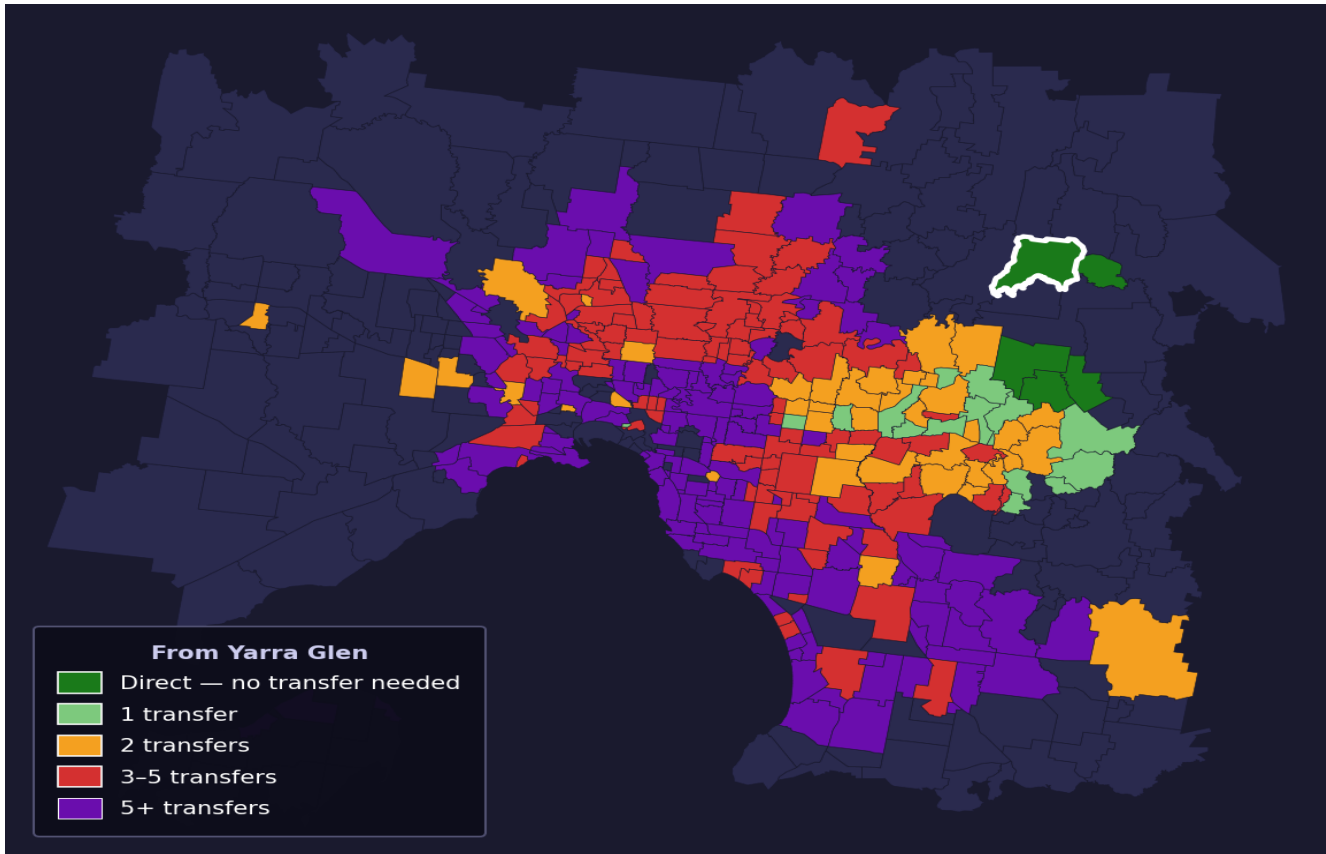 From Yarra Glen
Direct — no transfer needed
1 transfer
2 transfers
3–5 transfers
5+ transfers